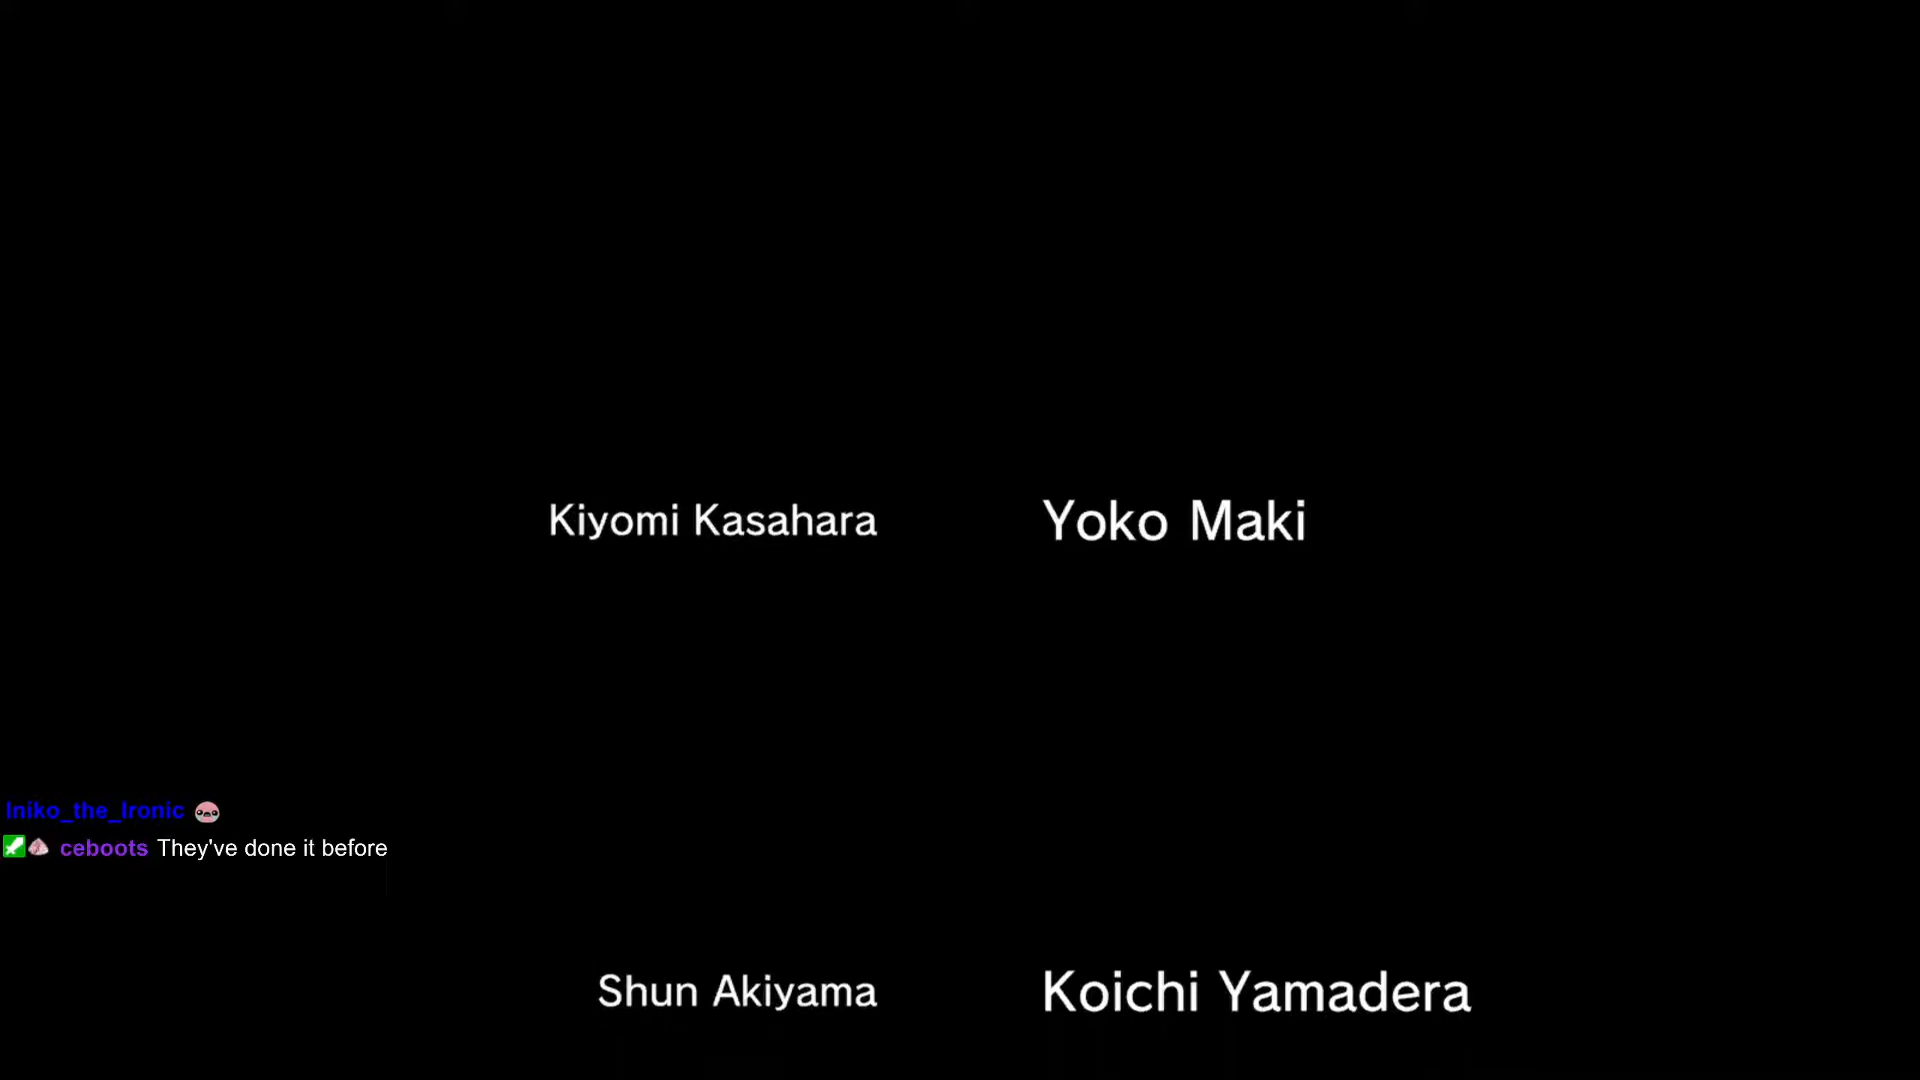 Kiyomi Kasahara Yoko Maki
Iniko_the_Ironic
ceboots They've done it before
Shun Akiyama Koichi Yamadera